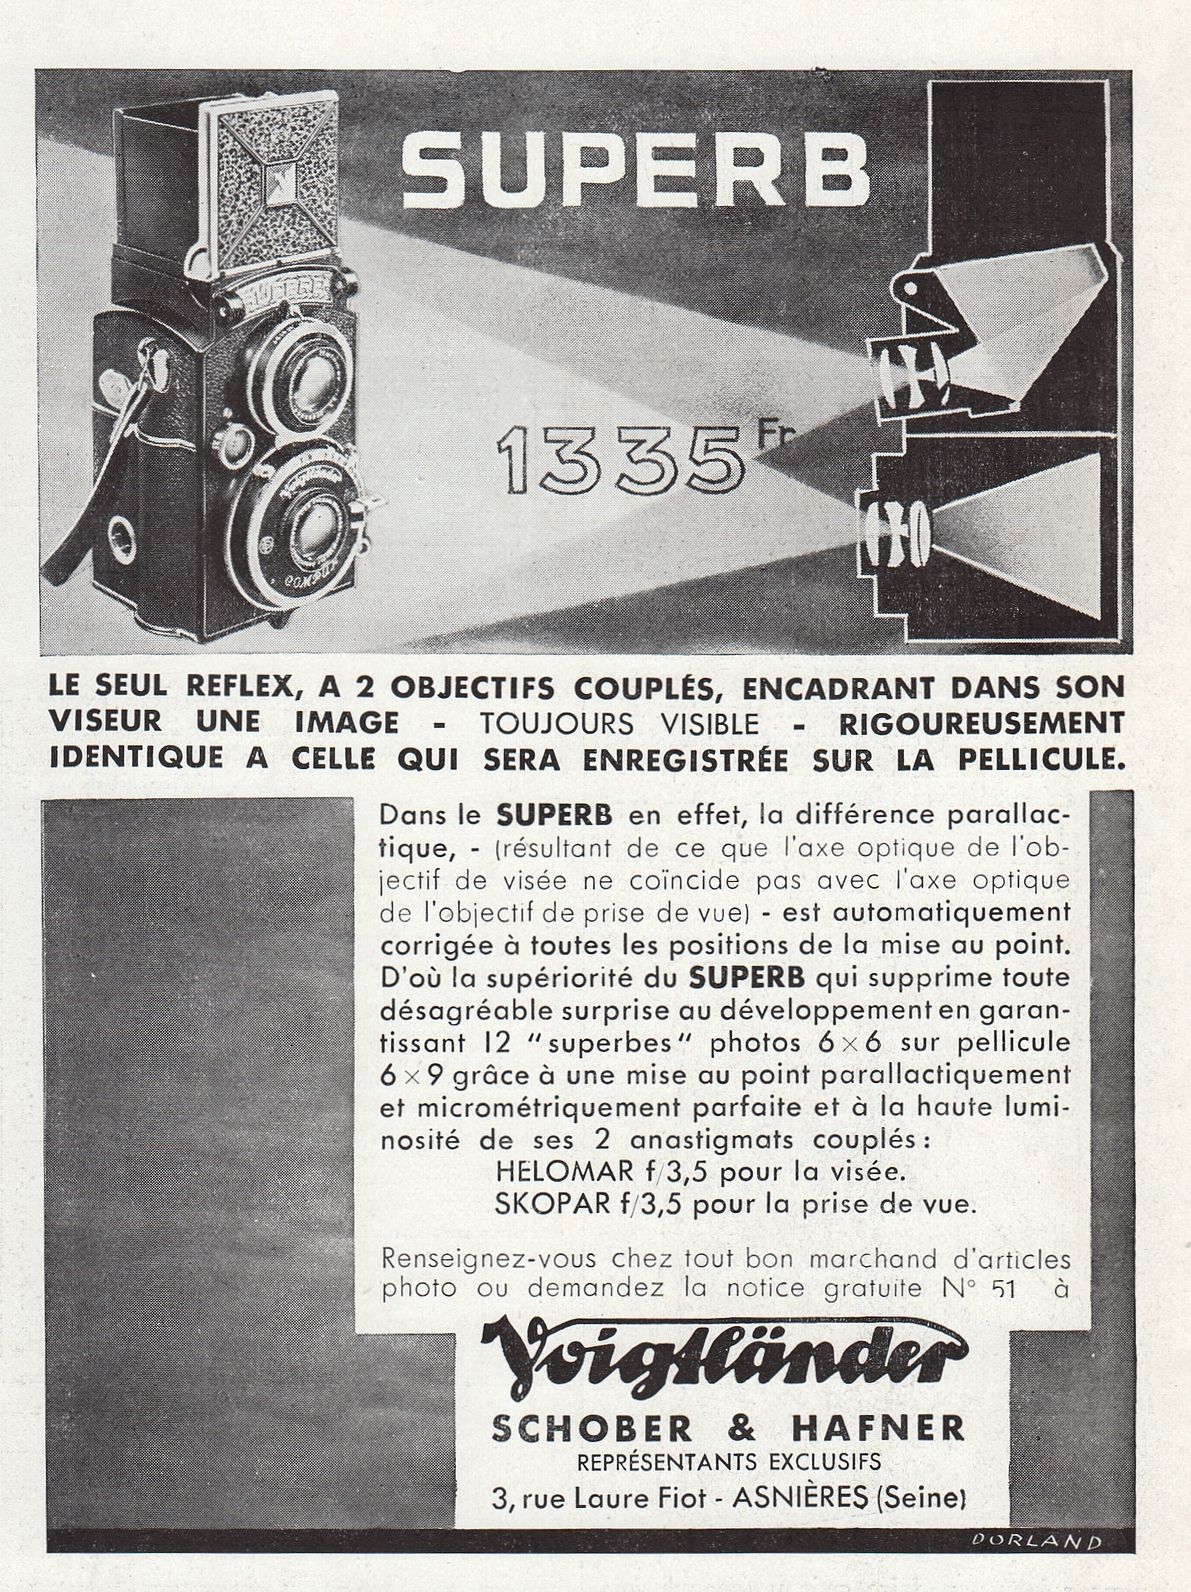 SUPERB
SUPERB
1335 Fr
Voigtländer
COMPUR
LE SEUL REFLEX, A 2 OBJECTIFS COUPLÉS, ENCADRANT DANS SON
VISEUR UNE IMAGE - TOUJOURS VISIBLE - RIGOUREUSEMENT
IDENTIQUE A CELLE QUI SERA ENREGISTRÉE SUR LA PELLICULE.
Dans le SUPERB en effet, la différence parallac-
tique, - (résultant de ce que l'axe optique de l'ob-
jectif de visée ne coïncide pas avec l'axe optique
de l'objectif de prise de vue) - est automatiquement
corrigée à toutes les positions de la mise au point.
D'où la supériorité du SUPERB qui supprime toute
désagréable surprise au développement en garan-
tissant 12 "superbes" photos 6×6 sur pellicule
6×9 grâce à une mise au point parallactiquement
et micrométriquement parfaite et à la haute lumi-
nosité de ses 2 anastigmats couplés :
HELOMAR f/3,5 pour la visée.
SKOPAR f/3,5 pour la prise de vue.
Renseignez-vous chez tout bon marchand d'articles
photo ou demandez la notice gratuite N° 51 à
Voigtländer
SCHOBER & HAFNER
REPRÉSENTANTS EXCLUSIFS
3, rue Laure Fiot - ASNIÈRES (Seine)
DORLAND